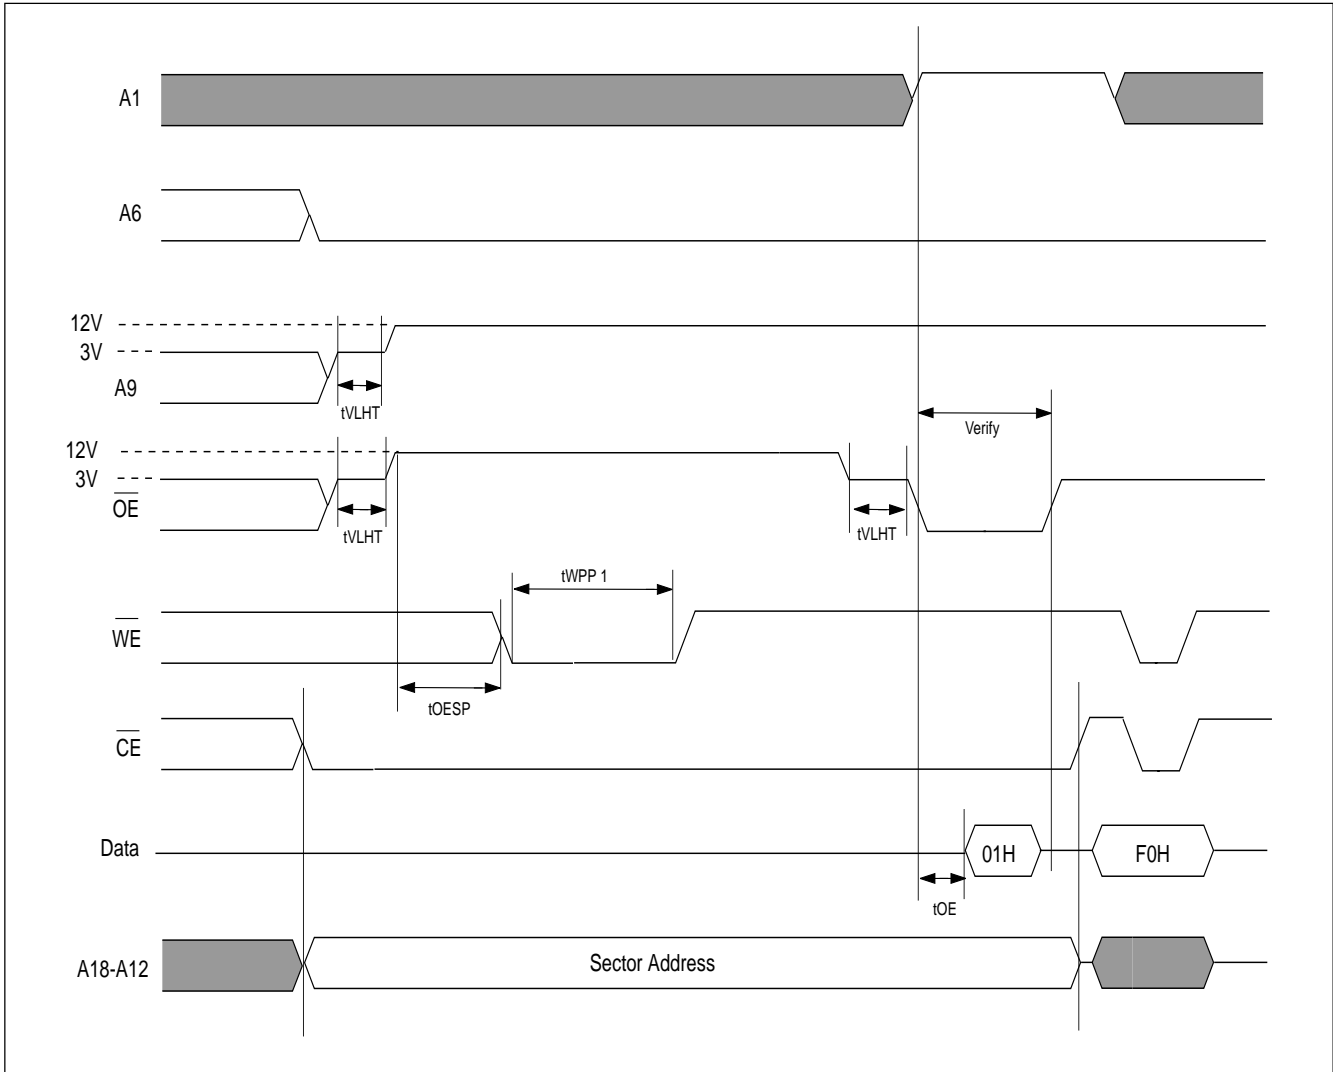 A1
A6
12V
3V
A9
tVLHT
Verify
12V
3V
OE
tVLHT
tVLHT
tWPP 1
WE
tOESP
CE
Data
01H
F0H
tOE
A18-A12
Sector Address